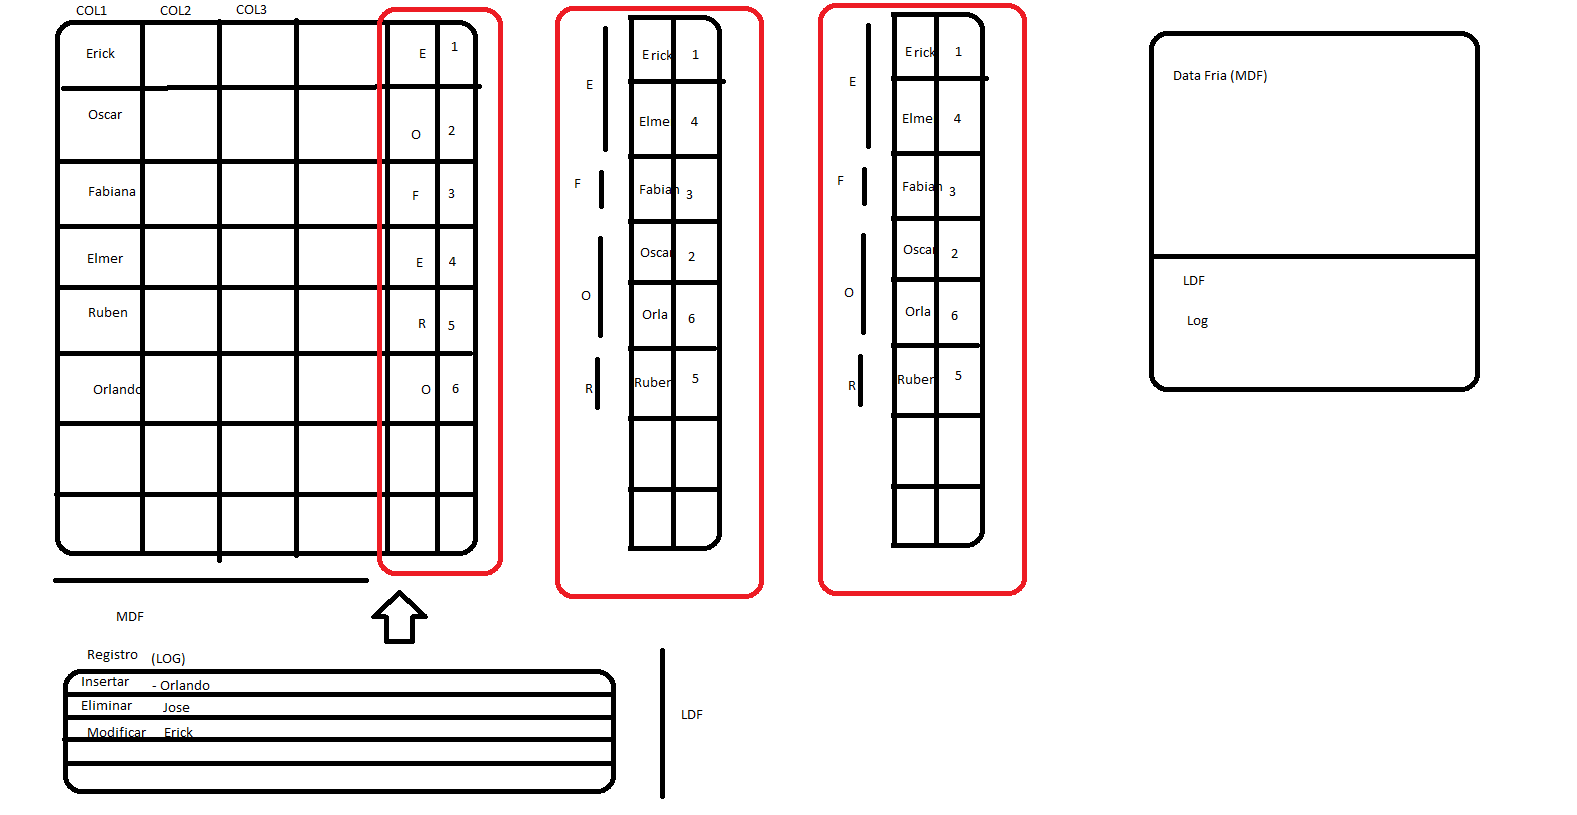 COL1 COL2 COL3
Erick E 1
Oscar O 2
Fabiana F 3
Elmer E 4
Ruben R 5
Orlando O 6
E
F
O
R
Erick 1
Elme 4
Fabian 3
Oscar 2
Orla 6
Ruben 5
E
F
O
R
Erick 1
Elme 4
Fabian 3
Oscar 2
Orla 6
Ruben 5
Data Fria (MDF)
LDF
Log
MDF
Registro (LOG)
Insertar - Orlando
Eliminar Jose
Modificar Erick
LDF